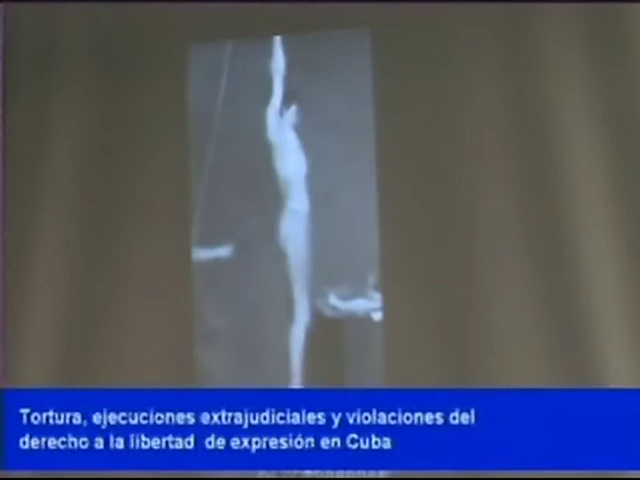 Tortura, ejecuciones extrajudiciales y violaciones del
derecho a la libertad de expresión en Cuba